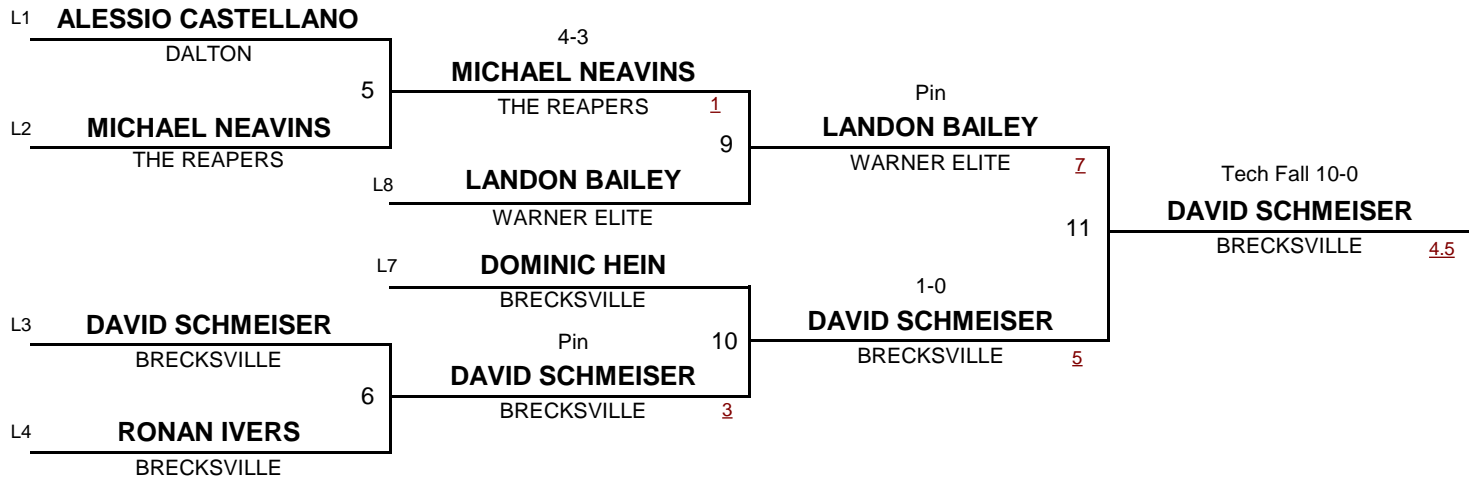 L1 ALESSIO CASTELLANO
DALTON
5
L2 MICHAEL NEAVINS
THE REAPERS
4-3
MICHAEL NEAVINS
THE REAPERS 1
9
L8 LANDON BAILEY
WARNER ELITE
L7 DOMINIC HEIN
BRECKSVILLE
L3 DAVID SCHMEISER
BRECKSVILLE
6
L4 RONAN IVERS
BRECKSVILLE
Pin 10
DAVID SCHMEISER
BRECKSVILLE 3
Pin
LANDON BAILEY
WARNER ELITE 7
11
1-0
DAVID SCHMEISER
BRECKSVILLE 5
Tech Fall 10-0
DAVID SCHMEISER
BRECKSVILLE 4.5